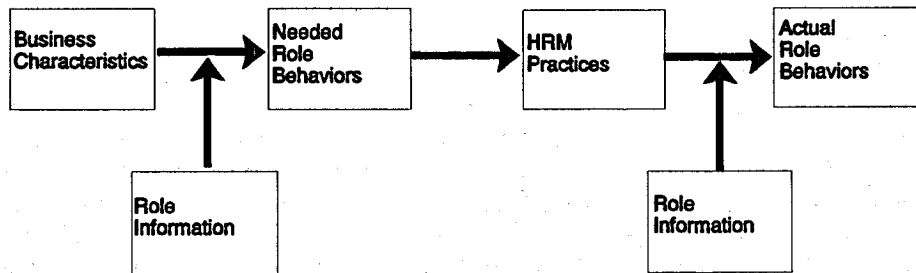 Business
Characteristics
Needed
Role
Behaviors
HRM
Practices
Actual
Role
Behaviors
Role
Information
Role
Information